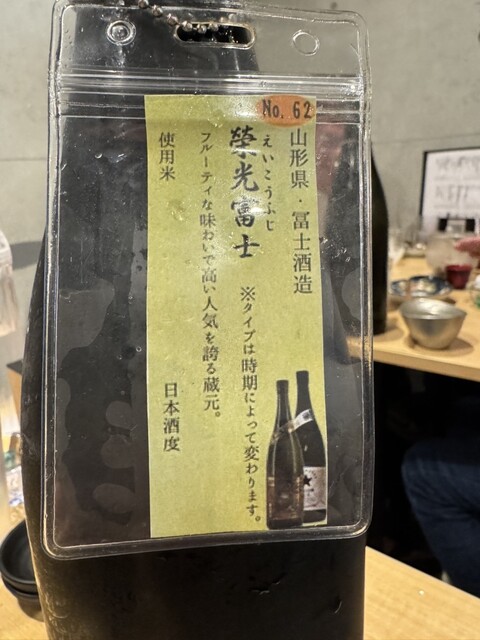 No. 62
山形県・冨士酒造
えいこうふじ
榮光冨士
※タイプは時期によって変わります。
フルーティな味わいで高い人気を誇る蔵元。
使用米
日本酒度